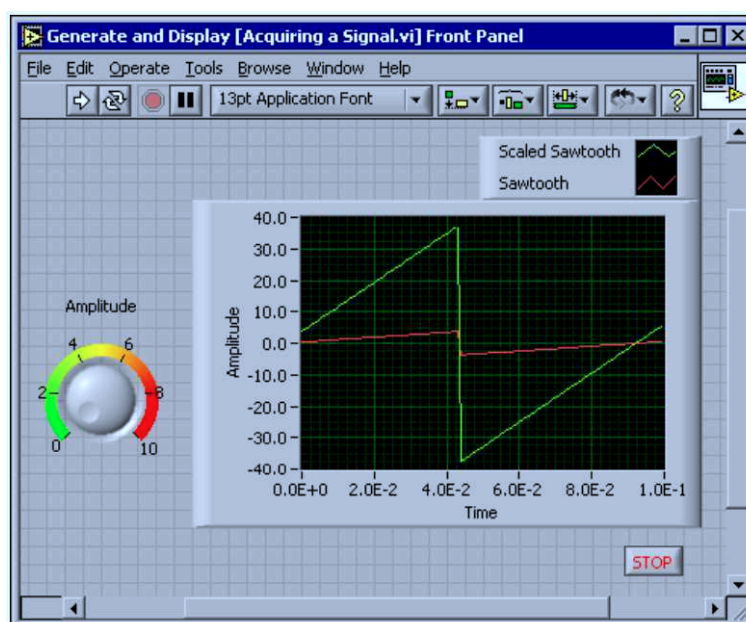 Generate and Display [Acquiring a Signal.vi] Front Panel
File Edit Operate Tools Browse Window Help
13pt Application Font
Scaled Sawtooth
Sawtooth
40.0
30.0
20.0
10.0
0.0
-10.0
-20.0
-30.0
-40.0
Amplitude
0.0E+0 2.0E-2 4.0E-2 6.0E-2 8.0E-2 1.0E-1
Time
Amplitude
0 2 4 6 8 10
STOP